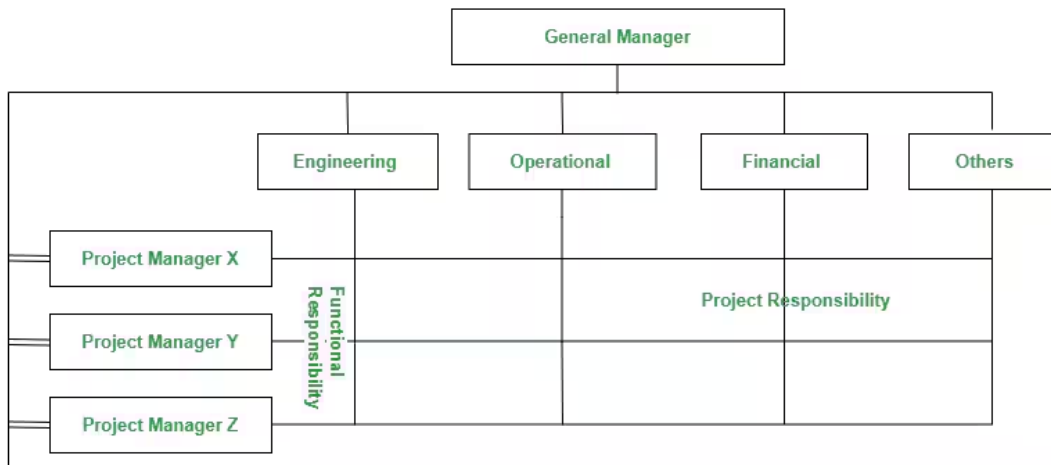 General Manager
Engineering
Operational
Financial
Others
Project Manager X
Functional
Responsibility
Project Responsibility
Project Manager Y
Project Manager Z